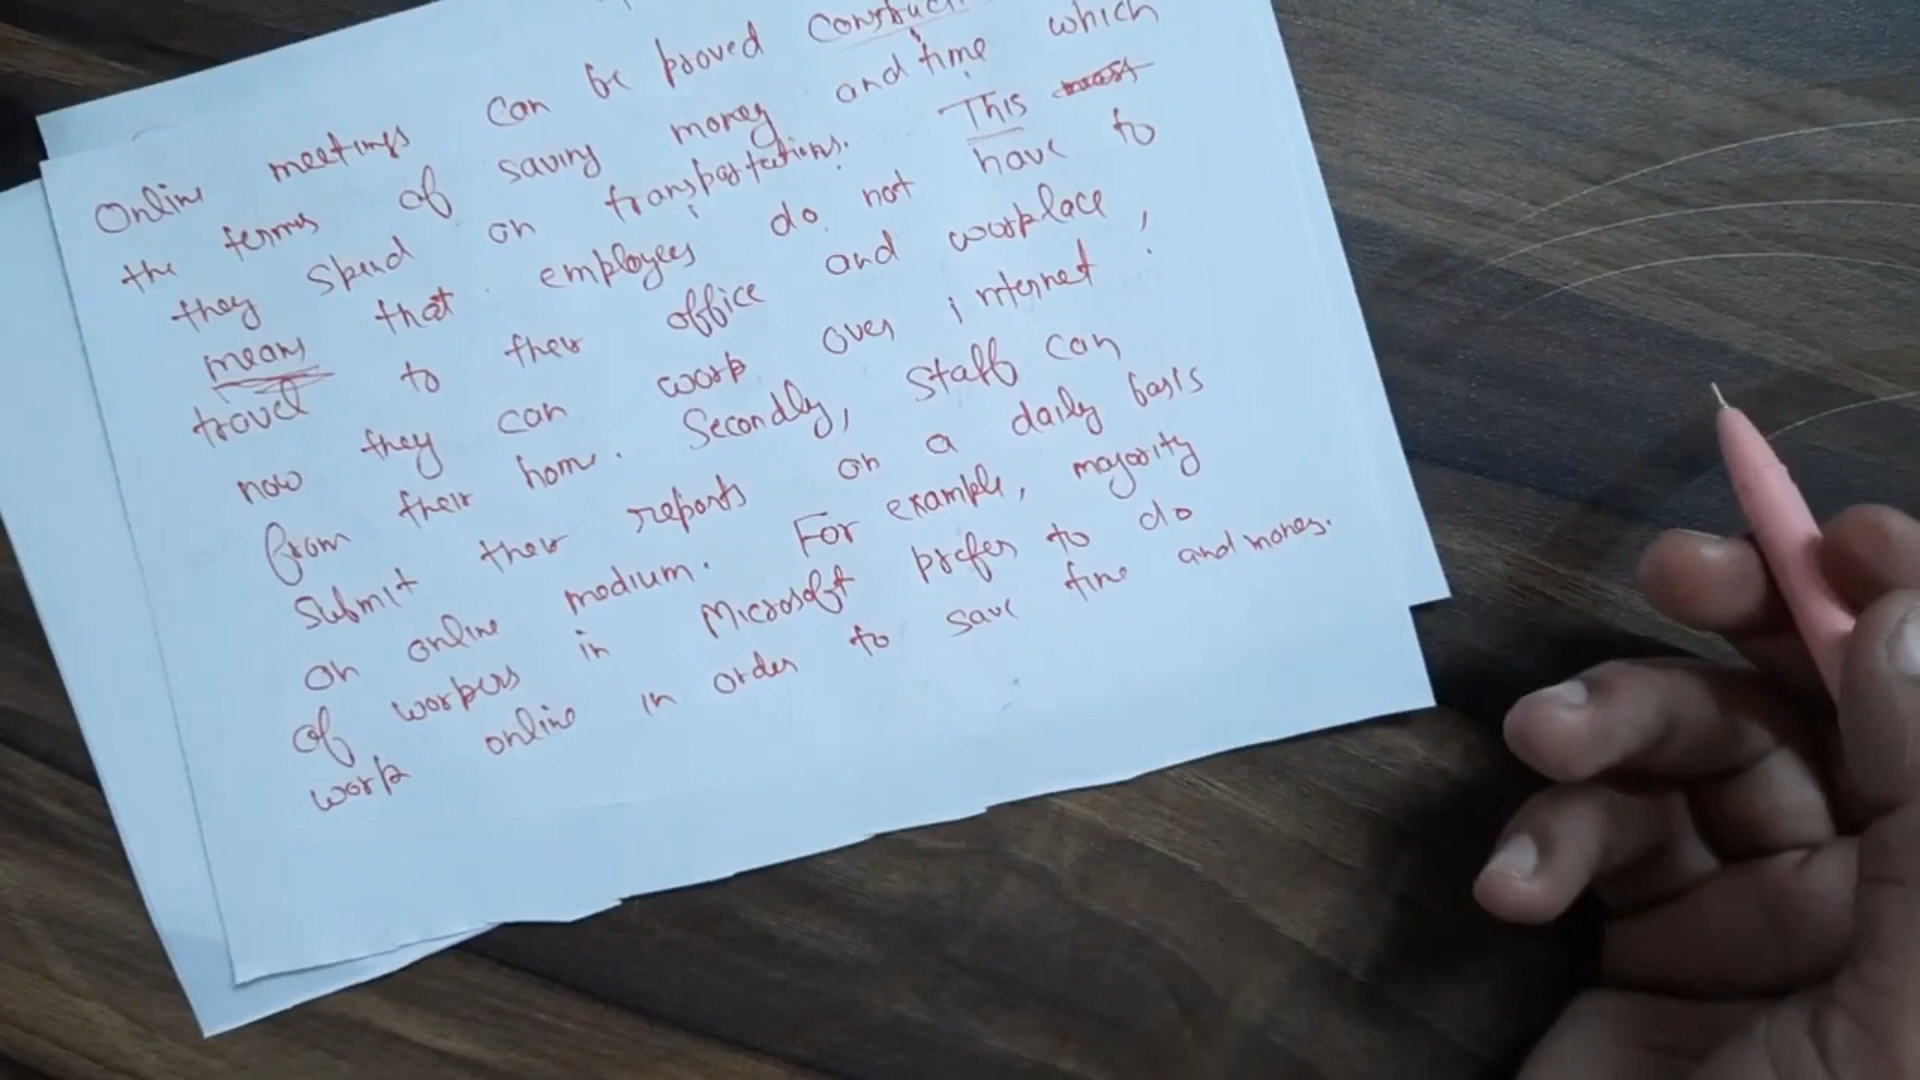 Online meetings can be proved
the terms of saving money and time which
they spend on transportations. This
means that employees do not have to
travel to their office and workplace,
now they can work over internet
from their home. Secondly, staff can
submit their reports on a daily basis
on online medium. For example, majority
of workers in Microsoft prefer to do
work online in order to save time and money.